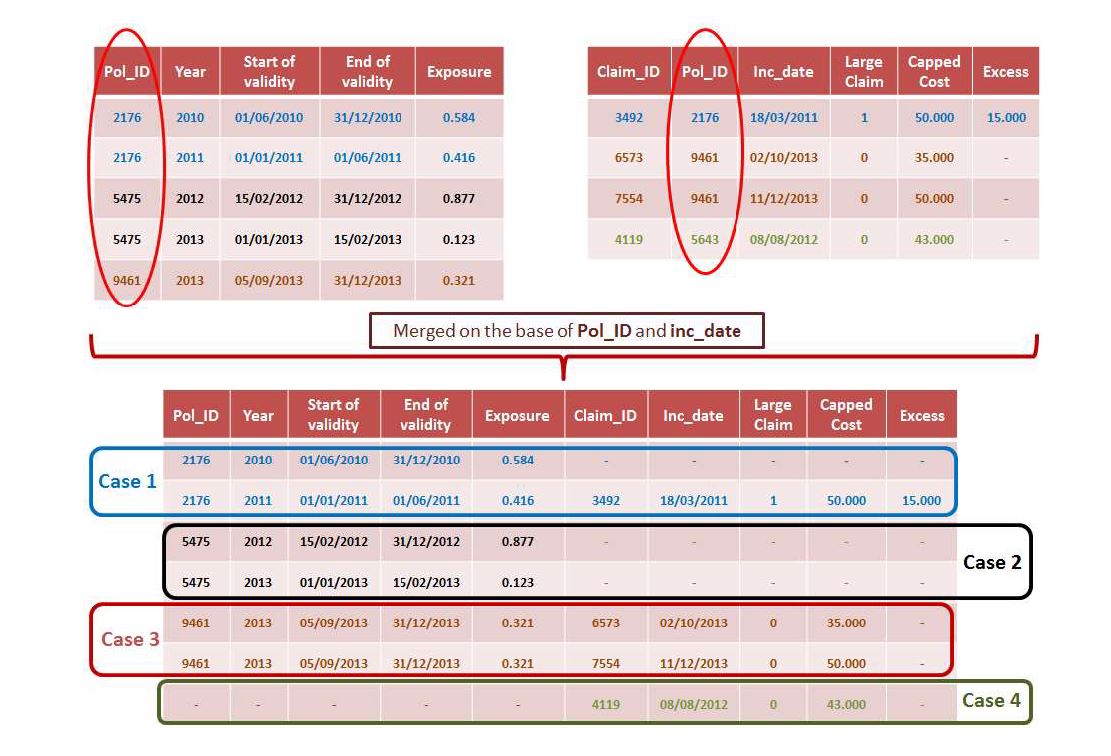 Pol_ID Year Start of validity End of validity Exposure
2176 2010 01/06/2010 31/12/2010 0.584
2176 2011 01/01/2011 01/06/2011 0.416
5475 2012 15/02/2012 31/12/2012 0.877
5475 2013 01/01/2013 15/02/2013 0.123
9461 2013 05/09/2013 31/12/2013 0.321
Claim_ID Pol_ID Inc_date Large Claim Capped Cost Excess
3492 2176 18/03/2011 1 50.000 15.000
6573 9461 02/10/2013 0 35.000 -
7554 9461 11/12/2013 0 50.000 -
4119 5643 08/08/2012 0 43.000 -
Merged on the base of Pol_ID and inc_date
Pol_ID Year Start of validity End of validity Exposure Claim_ID Inc_date Large Claim Capped Cost Excess
Case 1
2176 2010 01/06/2010 31/12/2010 0.584 - - - - -
2176 2011 01/01/2011 01/06/2011 0.416 3492 18/03/2011 1 50.000 15.000
5475 2012 15/02/2012 31/12/2012 0.877 - - - - -
5475 2013 01/01/2013 15/02/2013 0.123 - - - - -
Case 2
Case 3
9461 2013 05/09/2013 31/12/2013 0.321 6573 02/10/2013 0 35.000 -
9461 2013 05/09/2013 31/12/2013 0.321 7554 11/12/2013 0 50.000 -
- - - - - 4119 08/08/2012 0 43.000 -
Case 4